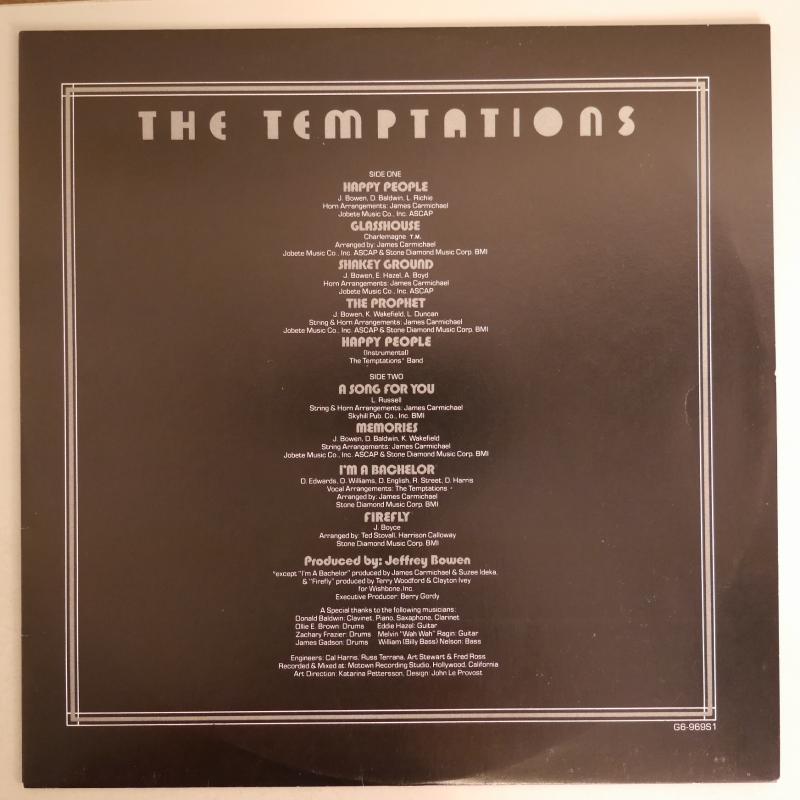 THE TEMPTATIONS
SIDE ONE
HAPPY PEOPLE
J. Bowen, D. Baldwin, L. Richie
Horn Arrangements: James Carmichael
Jobete Music Co., Inc. ASCAP
GLASSHOUSE
Charlemagne T.M.
Arranged by: James Carmichael
Jobete Music Co., Inc. ASCAP & Stone Diamond Music Corp. BMI
SHAKEY GROUND
J. Bowen, E. Hazel, A. Boyd
Horn Arrangements: James Carmichael
Jobete Music Co., Inc. ASCAP
THE PROPHET
J. Bowen, K. Wakefield, L. Duncan
String & Horn Arrangements: James Carmichael
Jobete Music Co., Inc. ASCAP & Stone Diamond Music Corp. BMI
HAPPY PEOPLE
(Instrumental)
The Temptations' Band
SIDE TWO
A SONG FOR YOU
L. Russell
String & Horn Arrangements: James Carmichael
Skyhill Pub. Co., Inc. BMI
MEMORIES
J. Bowen, D. Baldwin, K. Wakefield
String Arrangements: James Carmichael
Jobete Music Co., Inc. ASCAP & Stone Diamond Music Corp. BMI
I'M A BACHELOR
D. Edwards, O. Williams, D. English, R. Street, D. Harris
Vocal Arrangements: The Temptations
Arranged by: James Carmichael
Stone Diamond Music Corp. BMI
FIREFLY
J. Boyce
Arranged by: Ted Stovall, Harrison Calloway
Stone Diamond Music Corp. BMI
Produced by: Jeffrey Bowen
*except "I'm A Bachelor" produced by James Carmichael & Suzee Ideka,
& "Firefly" produced by Terry Woodford & Clayton Ivey
for Wishbone, Inc.
Executive Producer: Berry Gordy
A Special thanks to the following musicians:
Donald Baldwin: Clavinet, Piano, Saxaphone, Clarinet
Ollie E. Brown: Drums Eddie Hazel: Guitar
Zachary Frazier: Drums Melvin "Wah Wah" Ragin: Guitar
James Gadson: Drums William (Billy Bass) Nelson: Bass
Engineers: Cal Harris, Russ Terrana, Art Stewart & Fred Ross
Recorded & Mixed at: Motown Recording Studio, Hollywood, California
Art Direction: Katarina Pettersson, Design: John Le Provost
G6-969S1